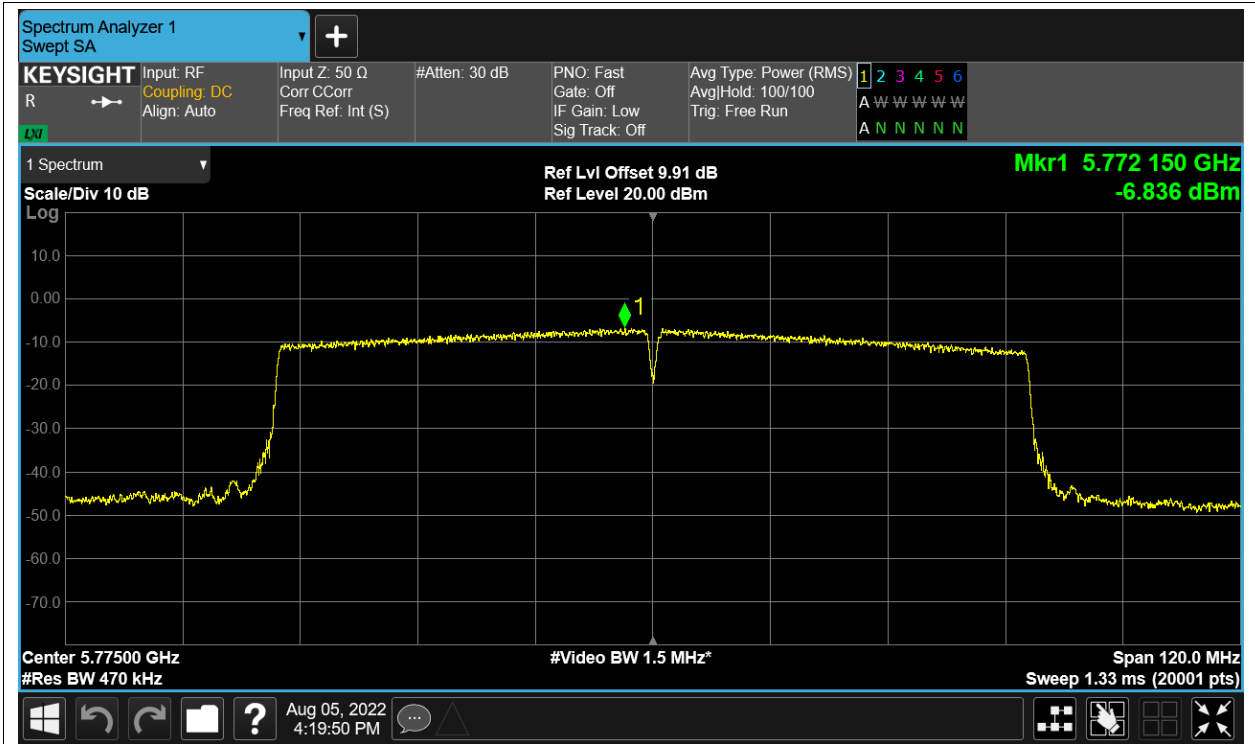 Spectrum Analyzer 1
Swept SA
KEYSIGHT
R
LXI
Input: RF
Coupling: DC
Align: Auto
Input Z: 50 Ω
Corr CCorr
Freq Ref: Int (S)
#Atten: 30 dB
PNO: Fast
Gate: Off
IF Gain: Low
Sig Track: Off
Avg Type: Power (RMS)
Avg|Hold: 100/100
Trig: Free Run
1 2 3 4 5 6
A W W W W W
A N N N N N
1 Spectrum
Scale/Div 10 dB
Log
Ref Lvl Offset 9.91 dB
Ref Level 20.00 dBm
Mkr1 5.772 150 GHz
-6.836 dBm
10.0
0.00
1
-10.0
-20.0
-30.0
-40.0
-50.0
-60.0
-70.0
Center 5.77500 GHz
#Res BW 470 kHz
#Video BW 1.5 MHz*
Span 120.0 MHz
Sweep 1.33 ms (20001 pts)
?
Aug 05, 2022
4:19:50 PM